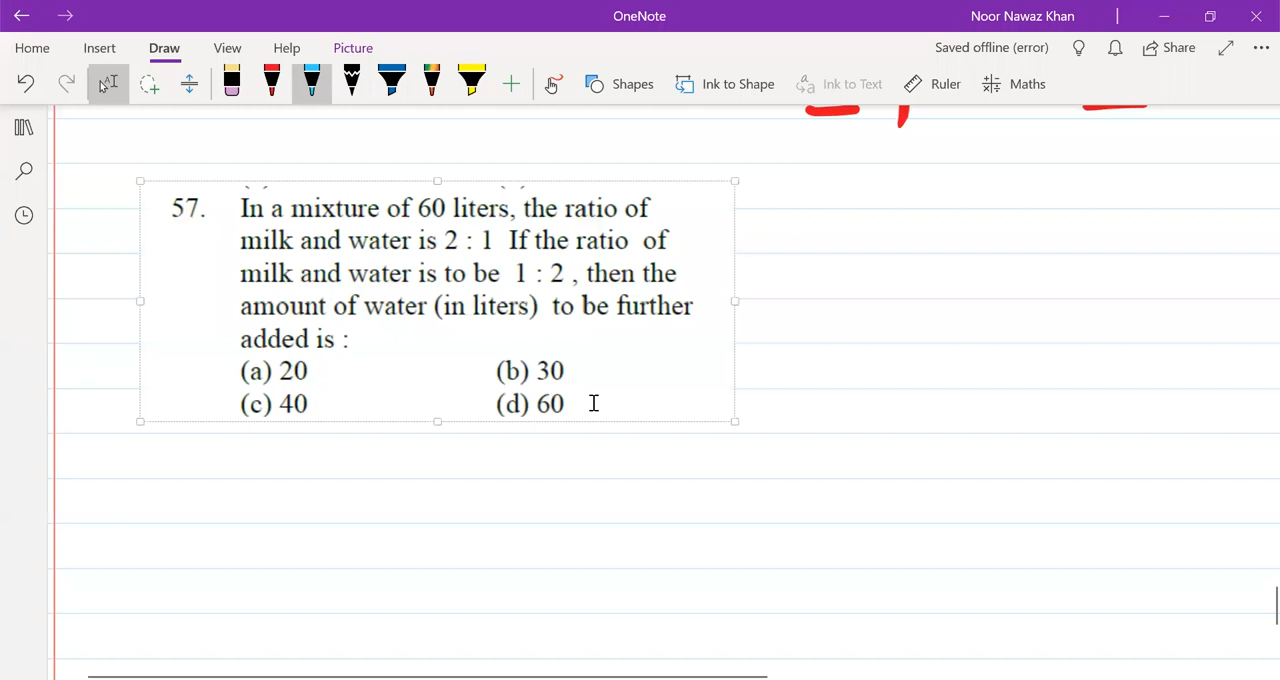 OneNote
Noor Nawaz Khan
Home Insert Draw View Help Picture
Saved offline (error) Share
Shapes Ink to Shape Ink to Text Ruler Maths
57. In a mixture of 60 liters, the ratio of
milk and water is 2 : 1 If the ratio of
milk and water is to be 1 : 2 , then the
amount of water (in liters) to be further
added is :
(a) 20 (b) 30
(c) 40 (d) 60